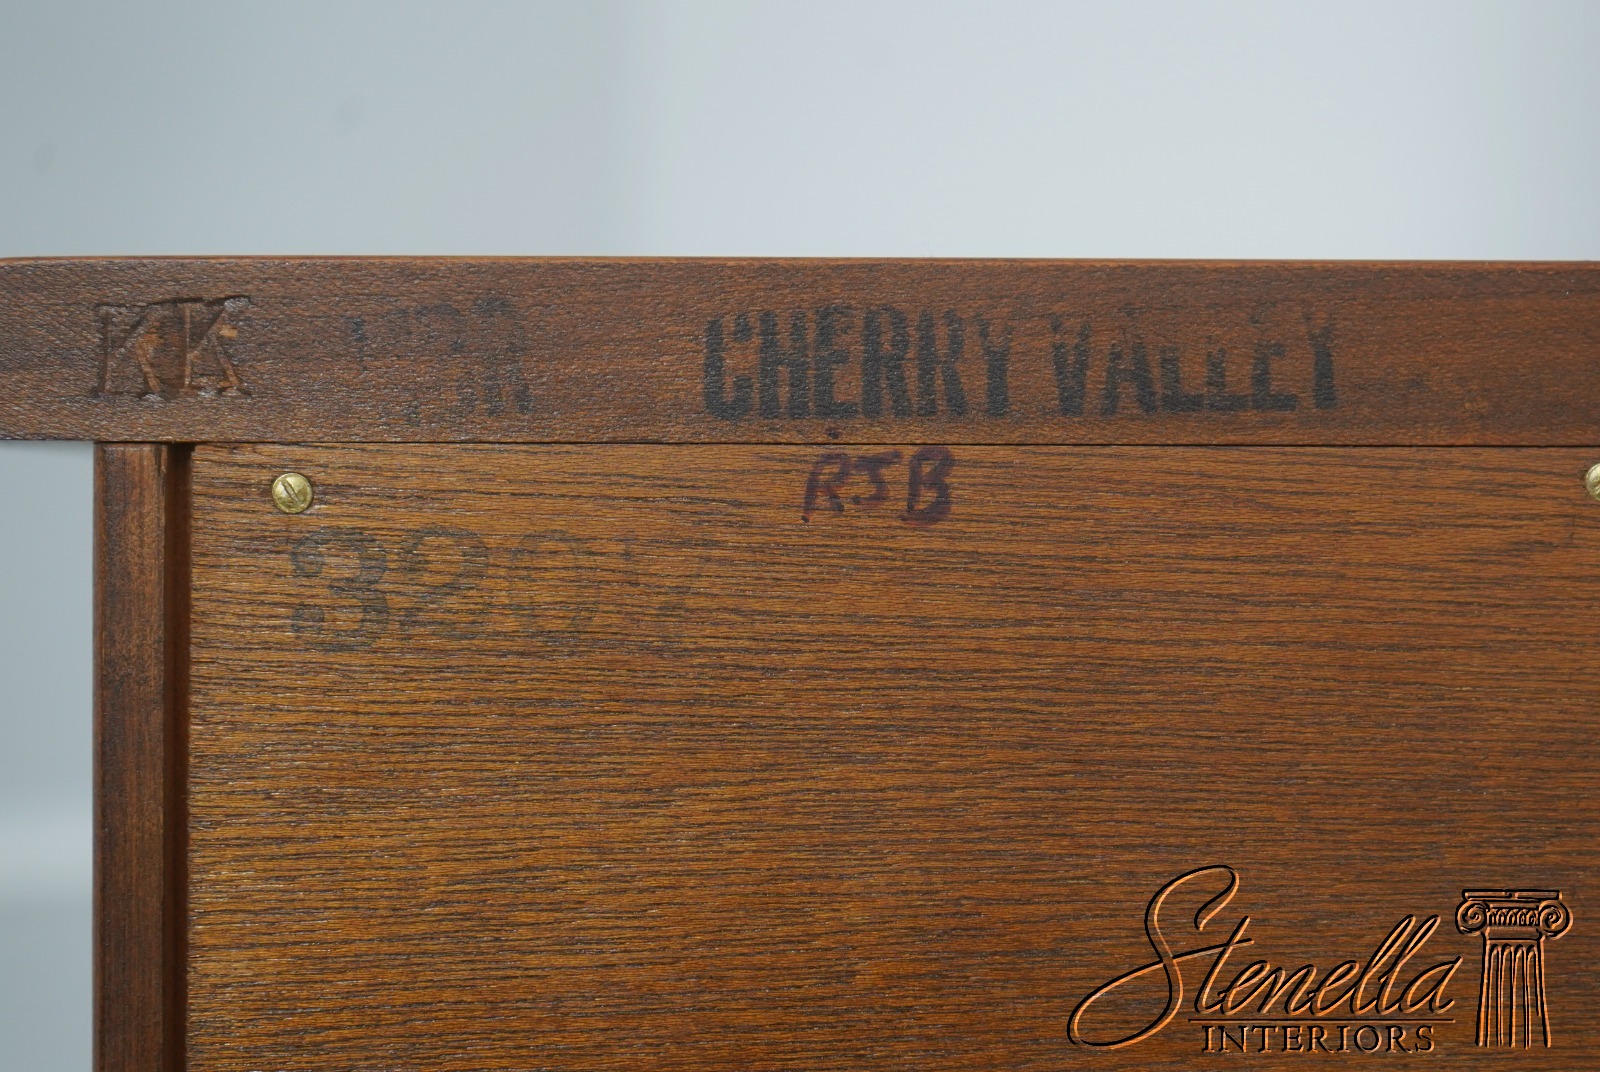 KK
CHERRY VALLEY
RJB
Stenella
INTERIORS